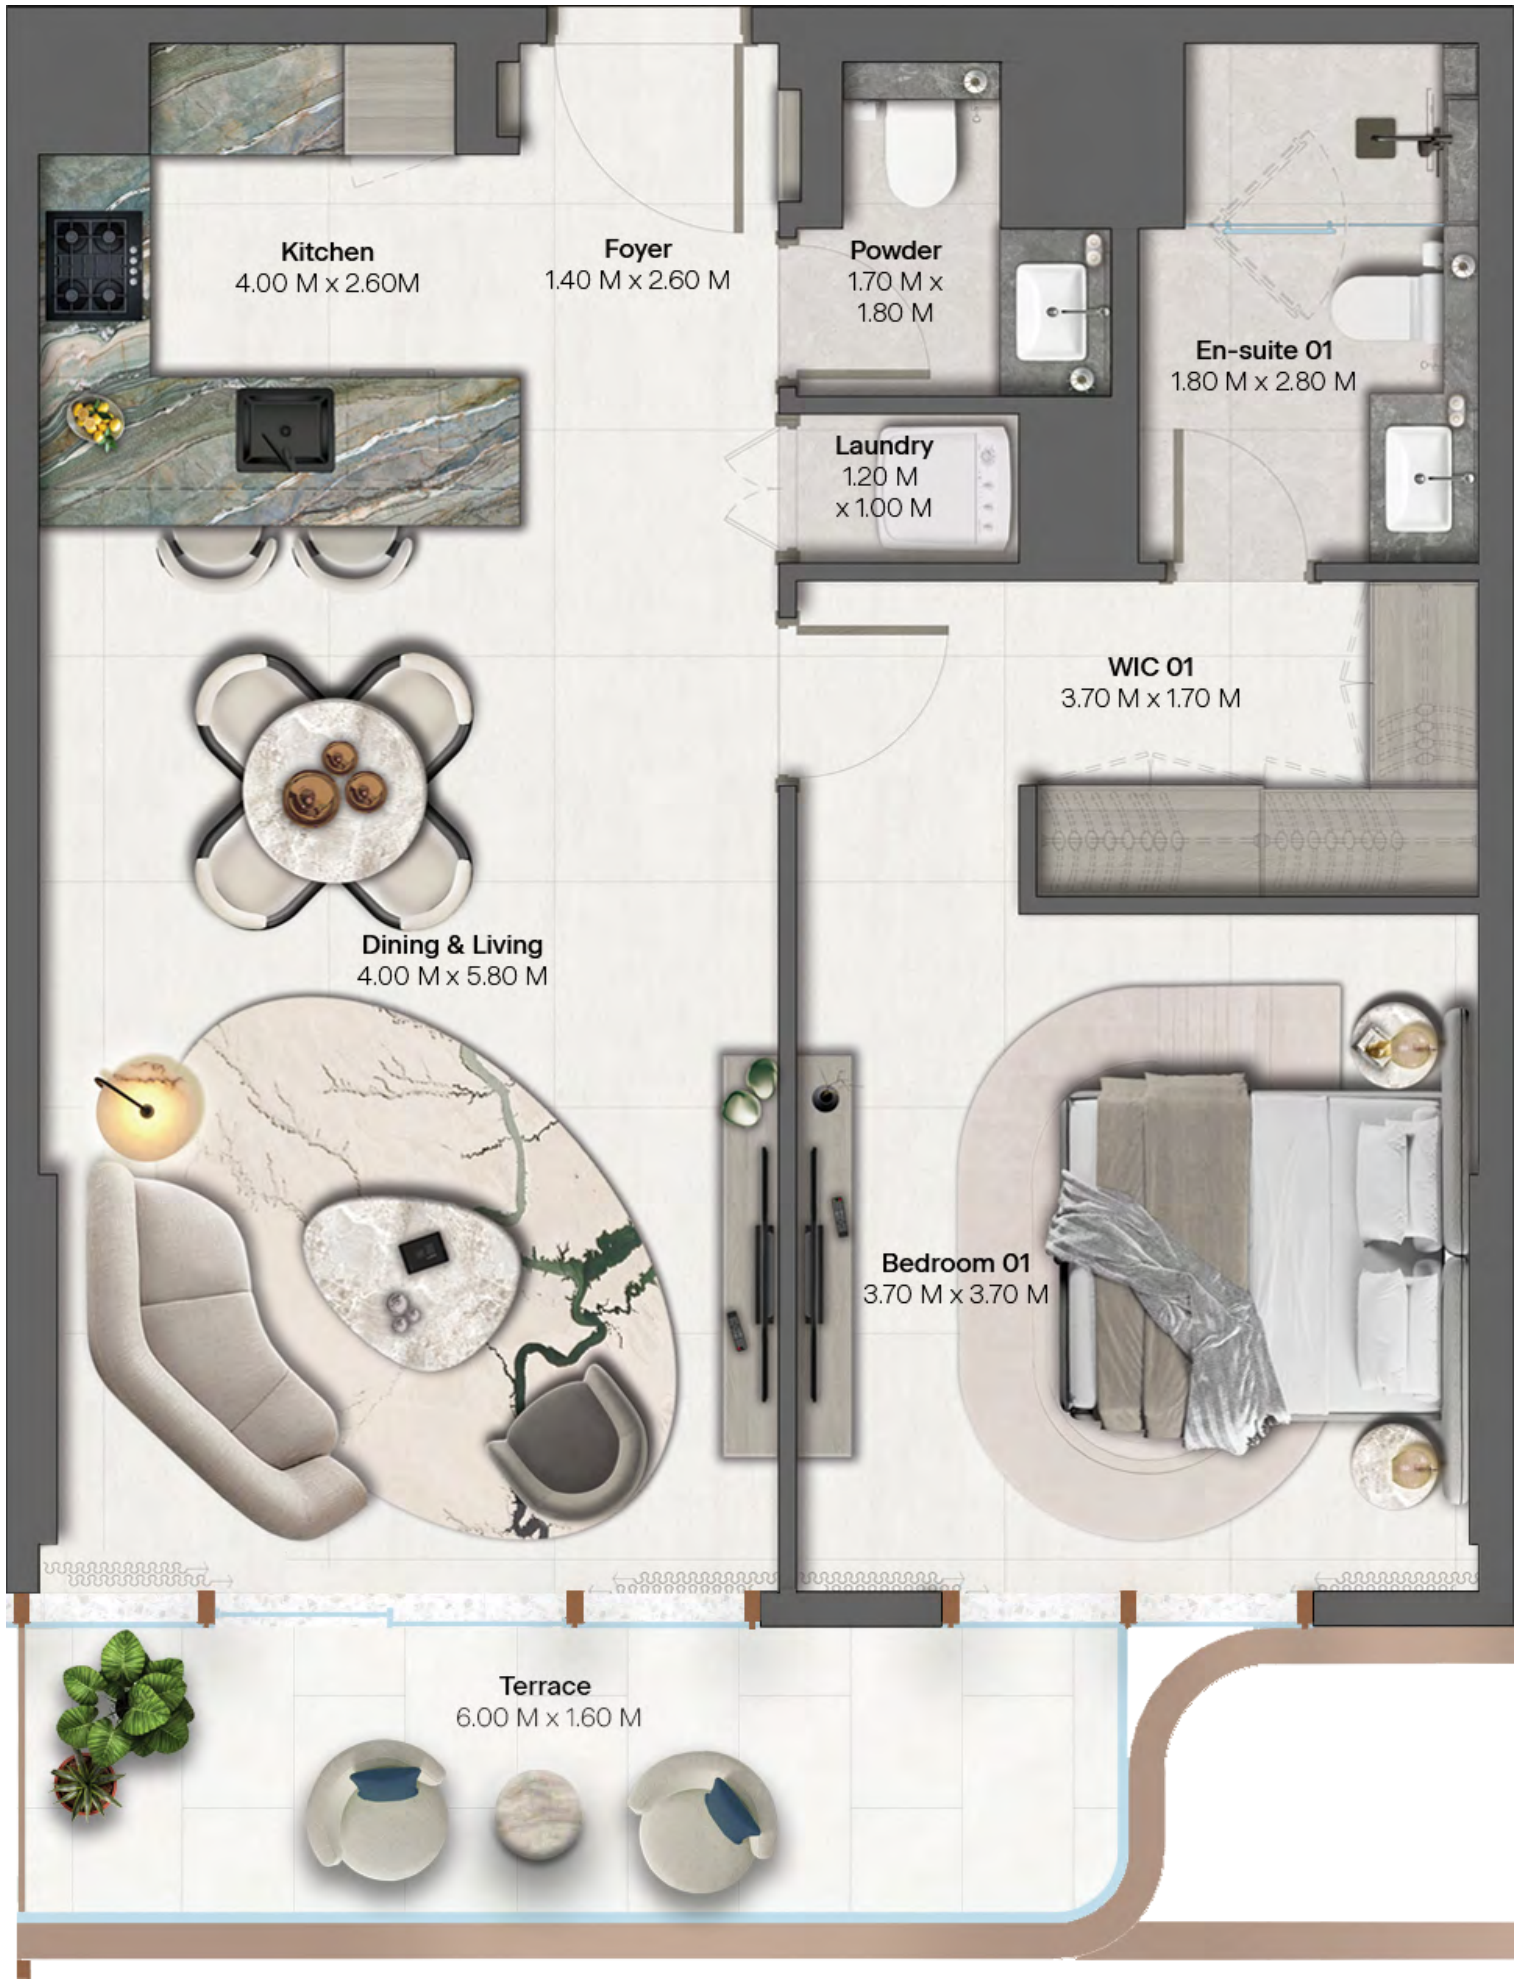 Kitchen
4.00 M x 2.60M
Foyer
1.40 M x 2.60 M
Powder
1.70 M x
1.80 M
En-suite 01
1.80 M x 2.80 M
Laundry
1.20 M
x 1.00 M
WIC 01
3.70 M x 1.70 M
Dining & Living
4.00 M x 5.80 M
Bedroom 01
3.70 M x 3.70 M
Terrace
6.00 M x 1.60 M